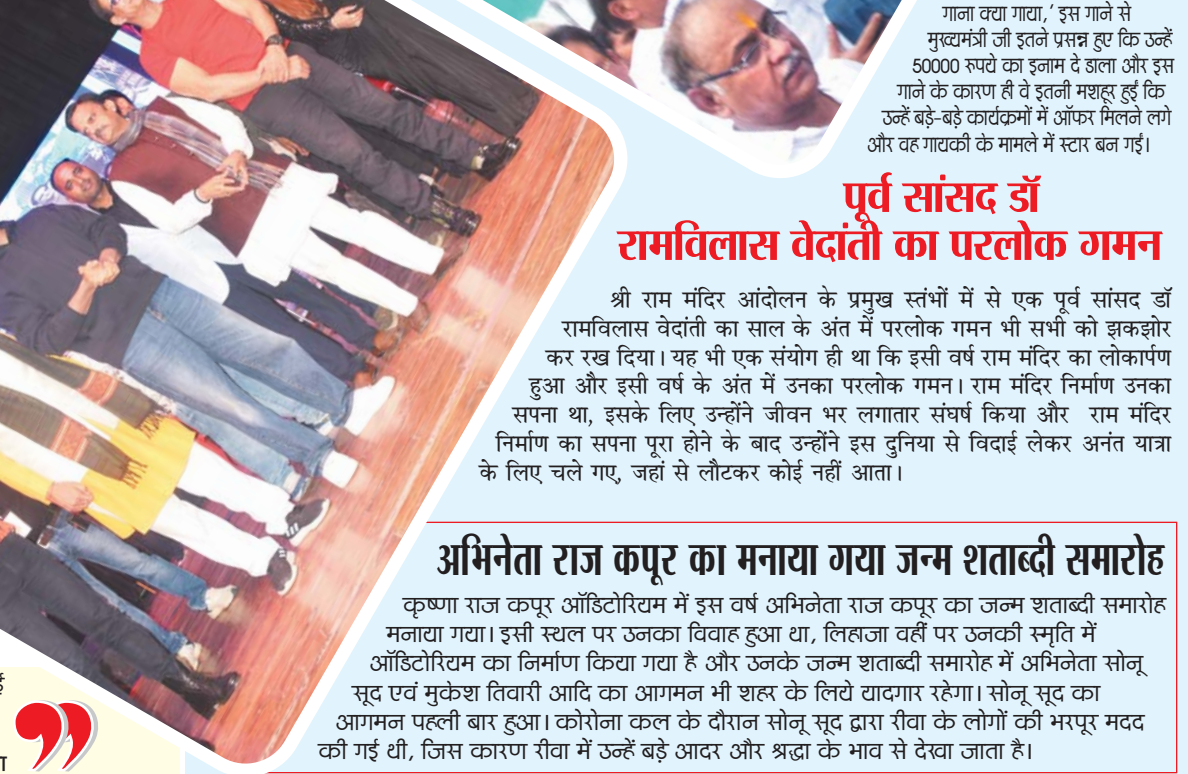 गाना क्या गाया,’ इस गाने से
मुख्यमंत्री जी इतने प्रसन्न हुए कि उन्हें
50000 रुपये का इनाम दे डाला और इस
गाने के कारण ही वे इतनी मशहूर हुईं कि
उन्हें बड़े-बड़े कार्यक्रमों में ऑफर मिलने लगे
और वह गायकी के मामले में स्टार बन गईं।
पूर्व सांसद डॉ
रामविलास वेदांती का परलोक गमन
श्री राम मंदिर आंदोलन के प्रमुख स्तंभों में से एक पूर्व सांसद डॉ
रामविलास वेदांती का साल के अंत में परलोक गमन भी सभी को झकझोर
कर रख दिया। यह भी एक संयोग ही था कि इसी वर्ष राम मंदिर का लोकार्पण
हुआ और इसी वर्ष के अंत में उनका परलोक गमन। राम मंदिर निर्माण उनका
सपना था, इसके लिए उन्होंने जीवन भर लगातार संघर्ष किया और राम मंदिर
निर्माण का सपना पूरा होने के बाद उन्होंने इस दुनिया से विदाई लेकर अनंत यात्रा
के लिए चले गए, जहां से लौटकर कोई नहीं आता।
अभिनेता राज कपूर का मनाया गया जन्म शताब्दी समारोह
कृष्णा राज कपूर ऑडिटोरियम में इस वर्ष अभिनेता राज कपूर का जन्म शताब्दी समारोह
मनाया गया। इसी स्थल पर उनका विवाह हुआ था, लिहाजा वहीं पर उनकी स्मृति में
ऑडिटोरियम का निर्माण किया गया है और उनके जन्म शताब्दी समारोह में अभिनेता सोनू
सूद एवं मुकेश तिवारी आदि का आगमन भी शहर के लिये यादगार रहेगा। सोनू सूद का
आगमन पहली बार हुआ। कोरोना कल के दौरान सोनू सूद द्वारा रीवा के लोगों की भरपूर मदद
की गई थी, जिस कारण रीवा में उन्हें बड़े आदर और श्रद्धा के भाव से देखा जाता है।